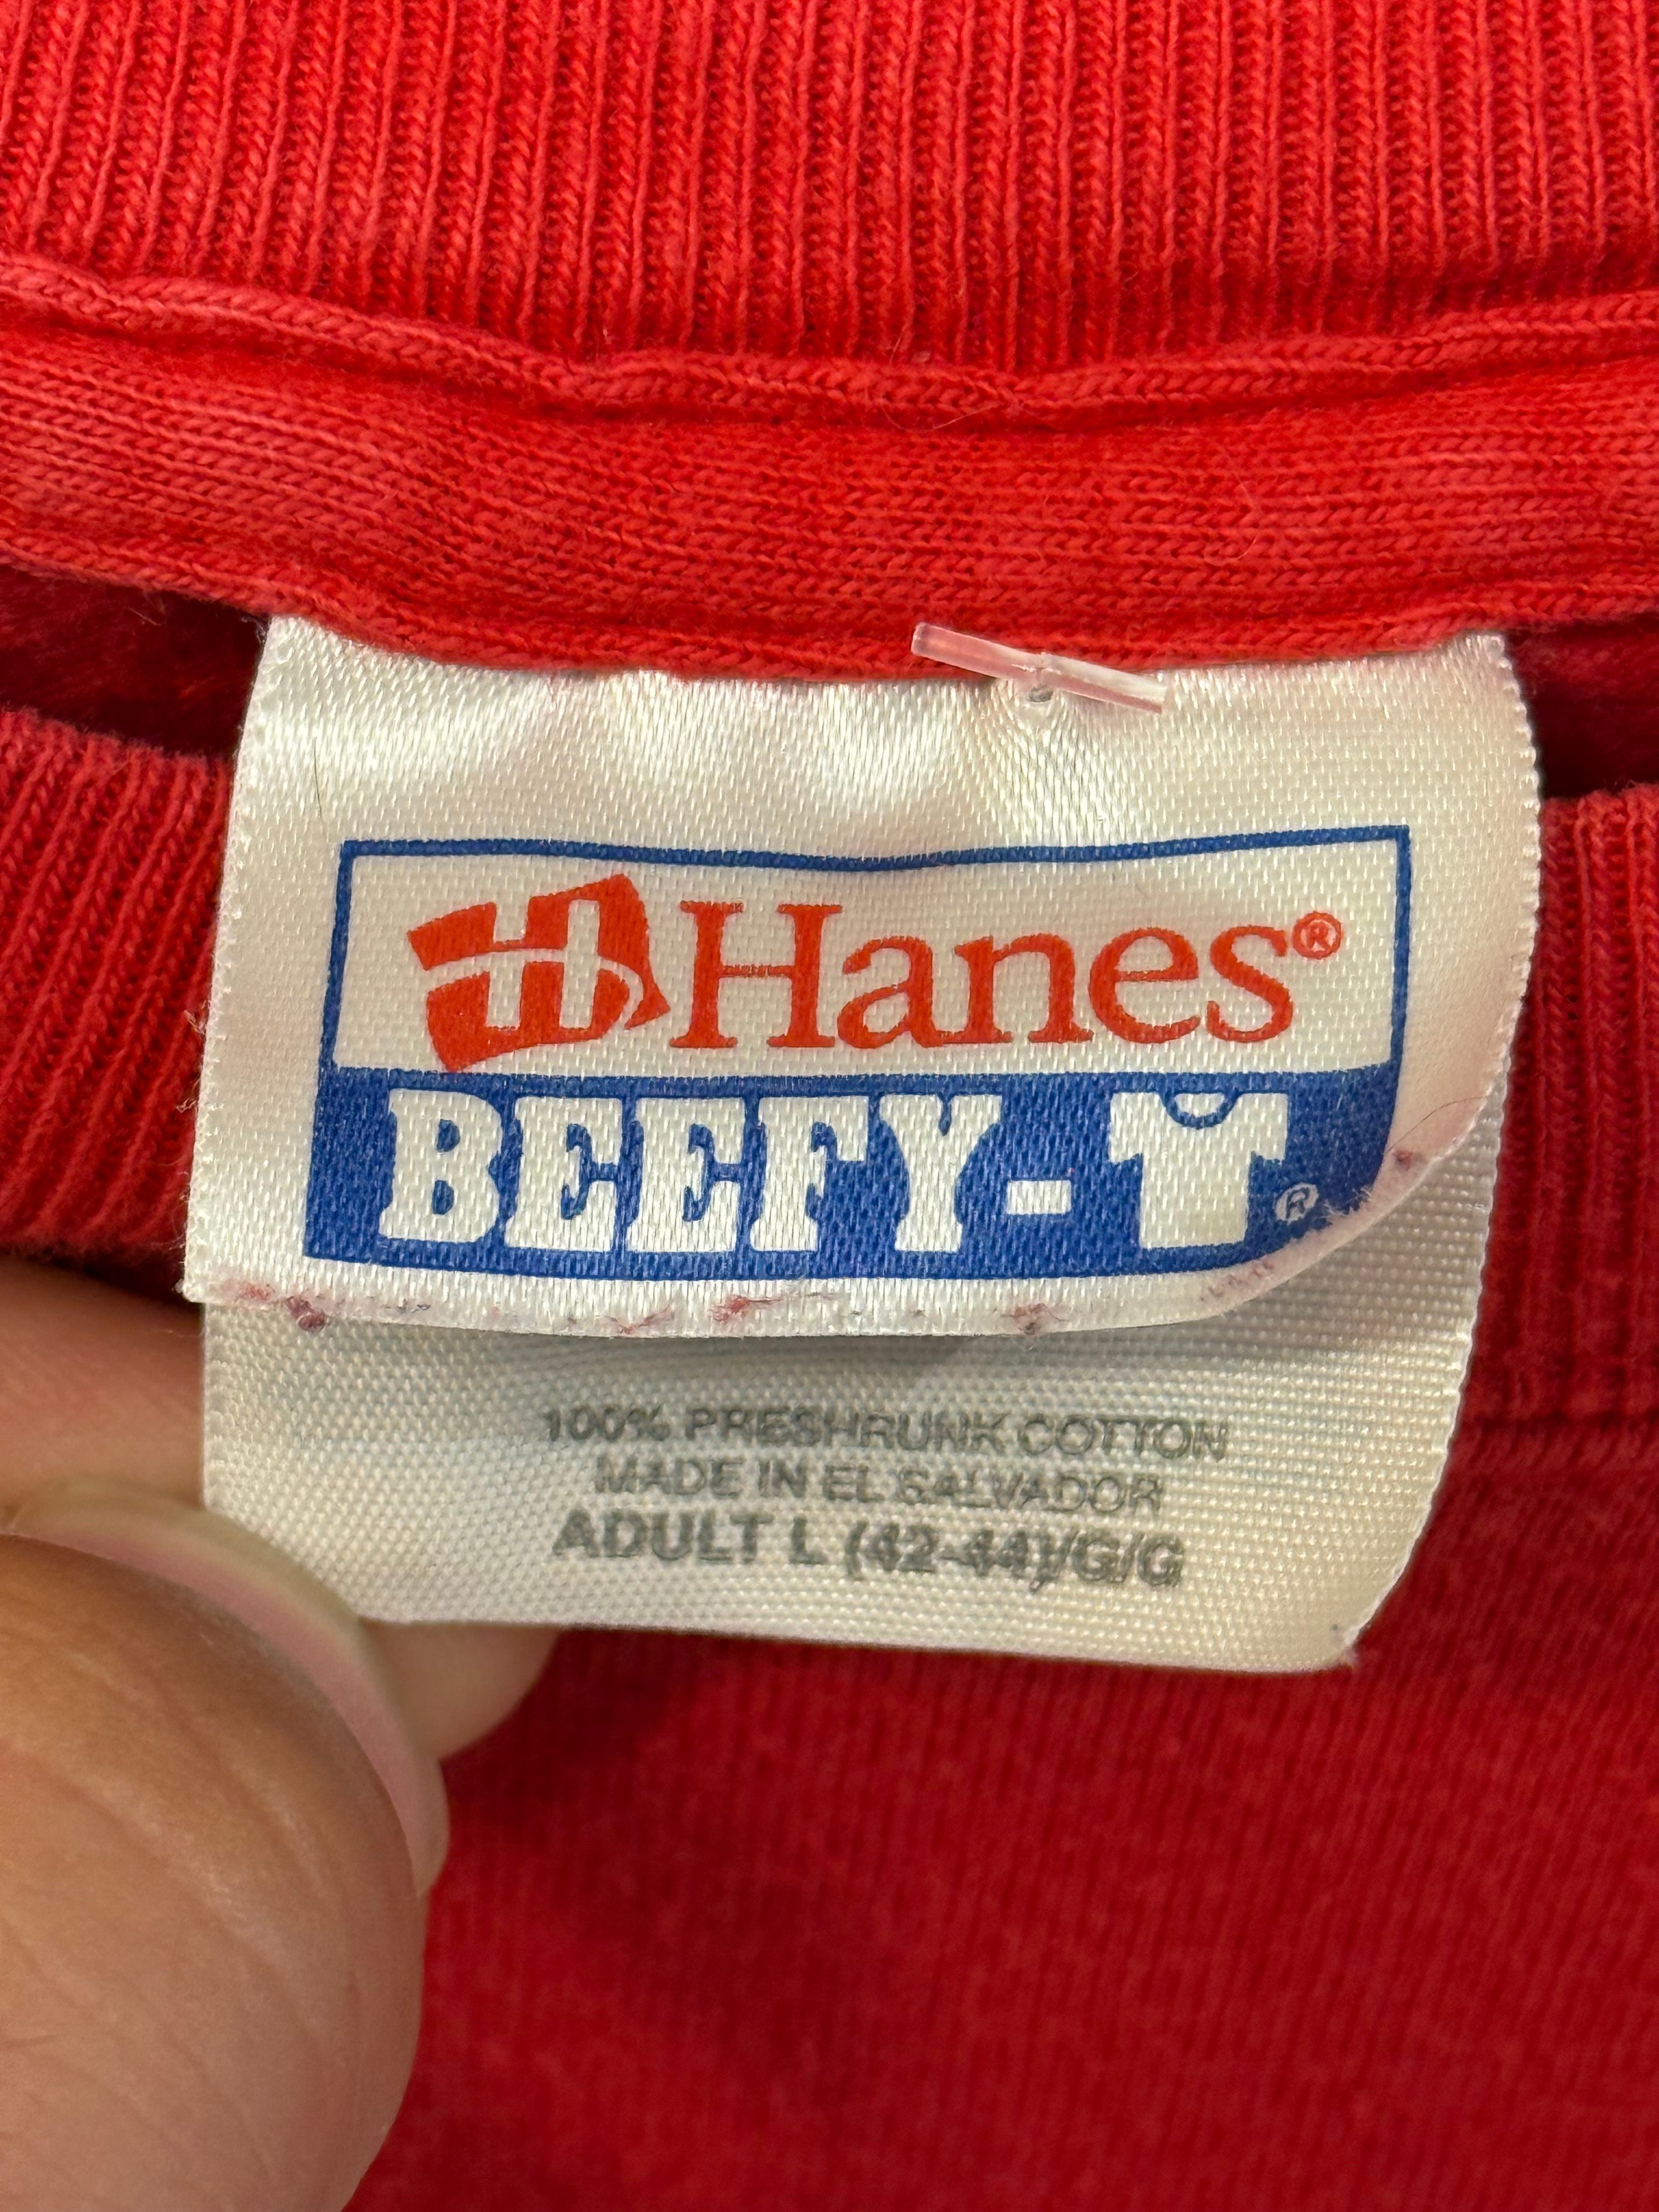 Hanes®
BEEFY-T®
100% PRESHRUNK COTTON
MADE IN EL SALVADOR
ADULT L (42-44)/G/G